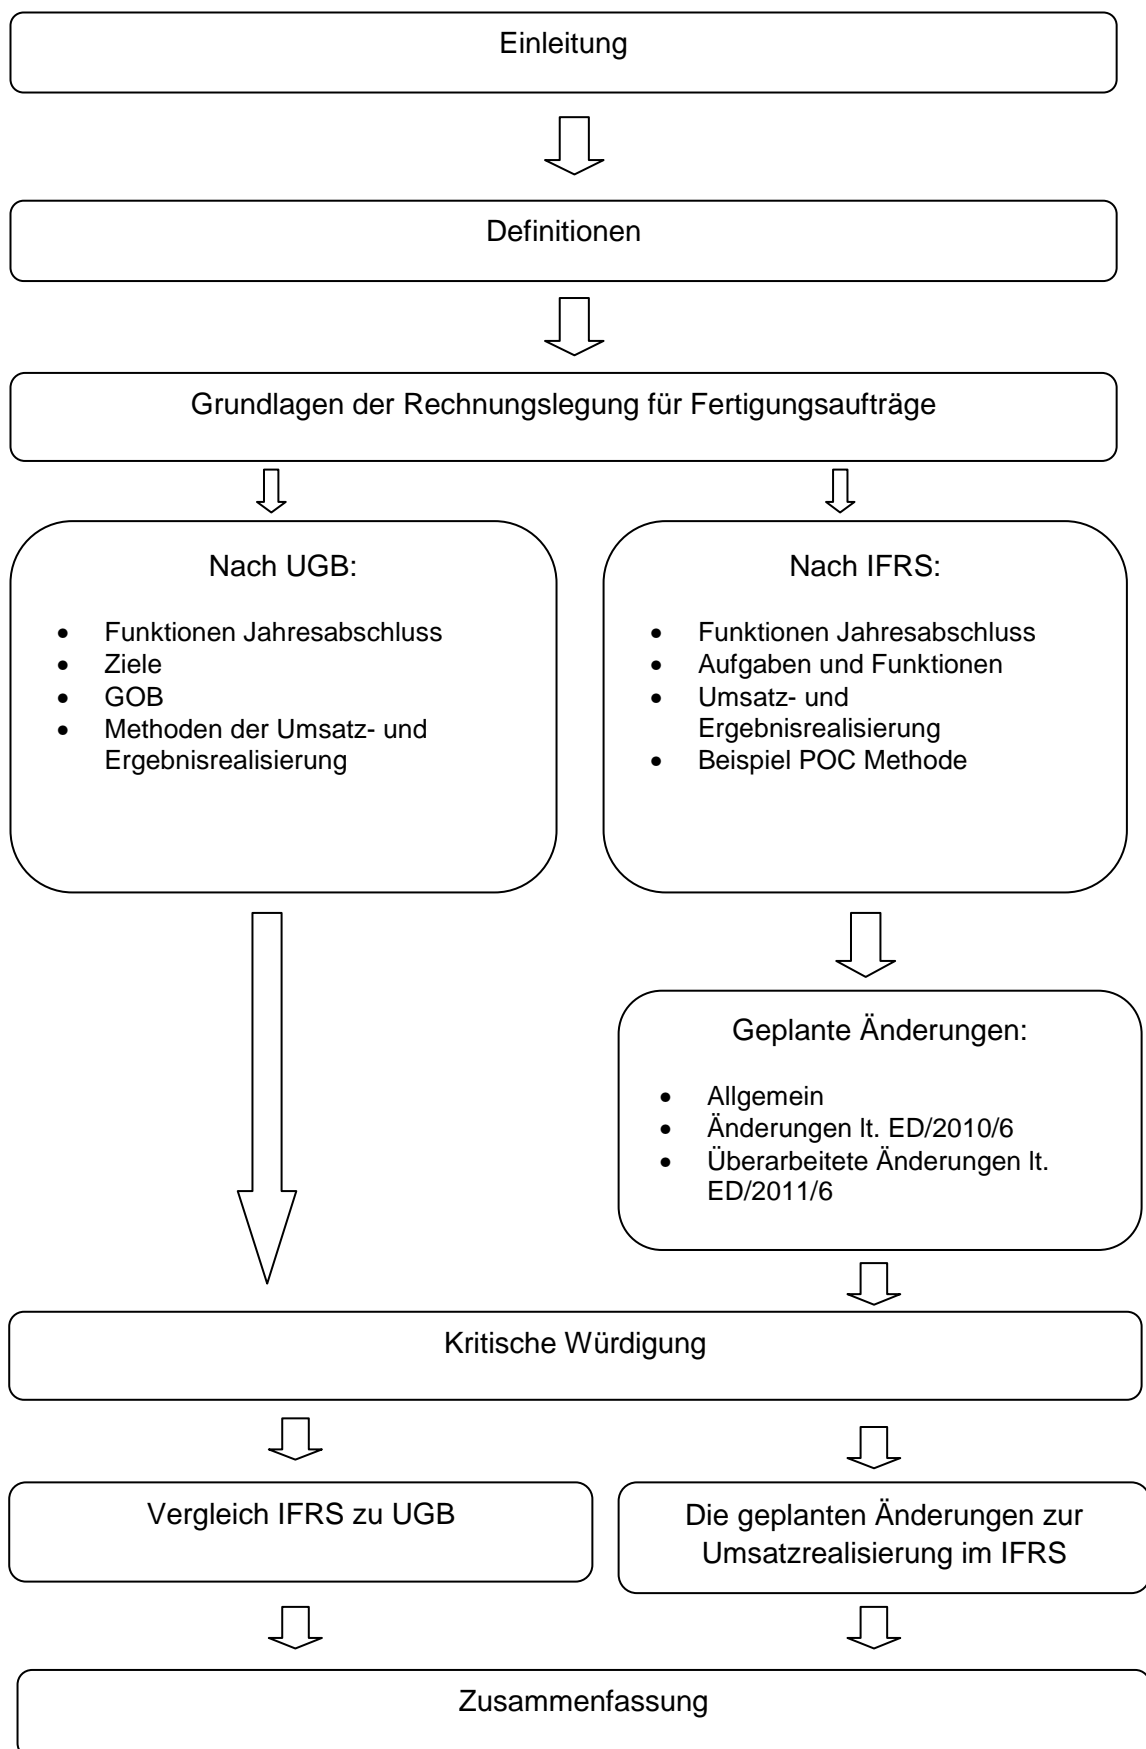 Einleitung
Definitionen
Grundlagen der Rechnungslegung für Fertigungsaufträge
Nach UGB:
• Funktionen Jahresabschluss
• Ziele
• GOB
• Methoden der Umsatz- und
Ergebnisrealisierung
Nach IFRS:
• Funktionen Jahresabschluss
• Aufgaben und Funktionen
• Umsatz- und
Ergebnisrealisierung
• Beispiel POC Methode
Geplante Änderungen:
• Allgemein
• Änderungen lt. ED/2010/6
• Überarbeitete Änderungen lt.
ED/2011/6
Kritische Würdigung
Vergleich IFRS zu UGB
Die geplanten Änderungen zur
Umsatzrealisierung im IFRS
Zusammenfassung